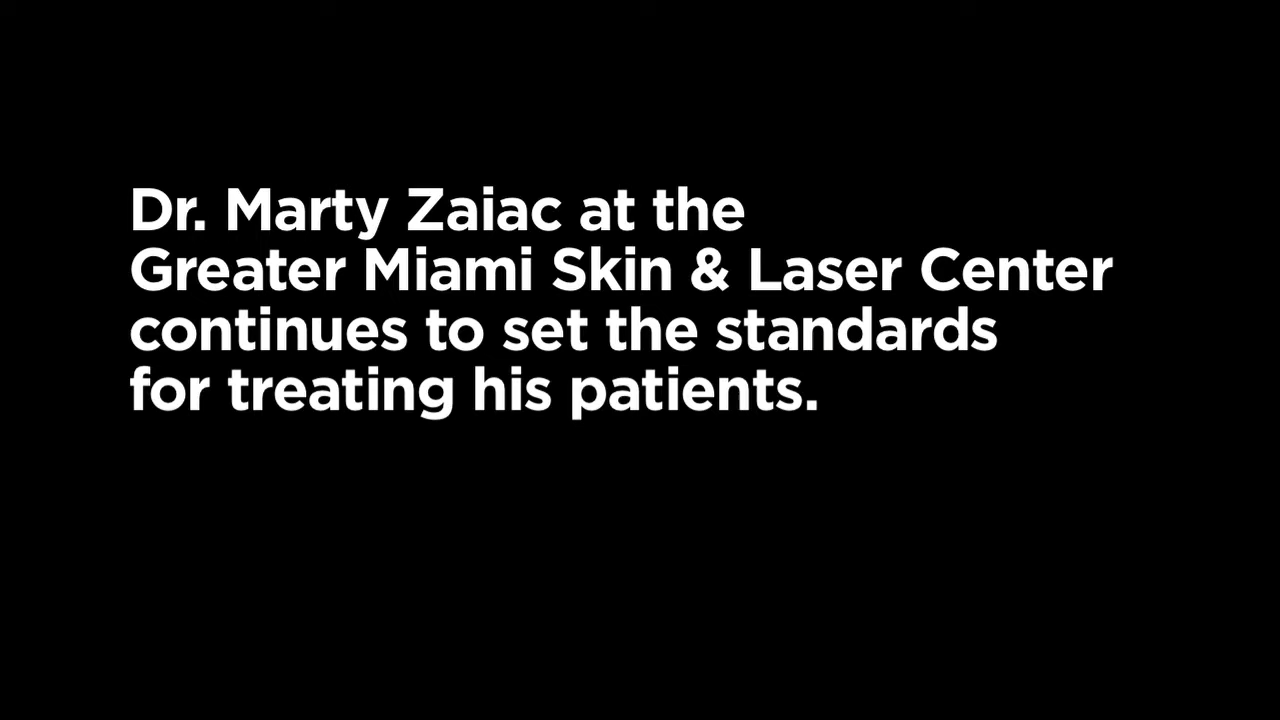 Dr. Marty Zaiac at the
Greater Miami Skin & Laser Center
continues to set the standards
for treating his patients.